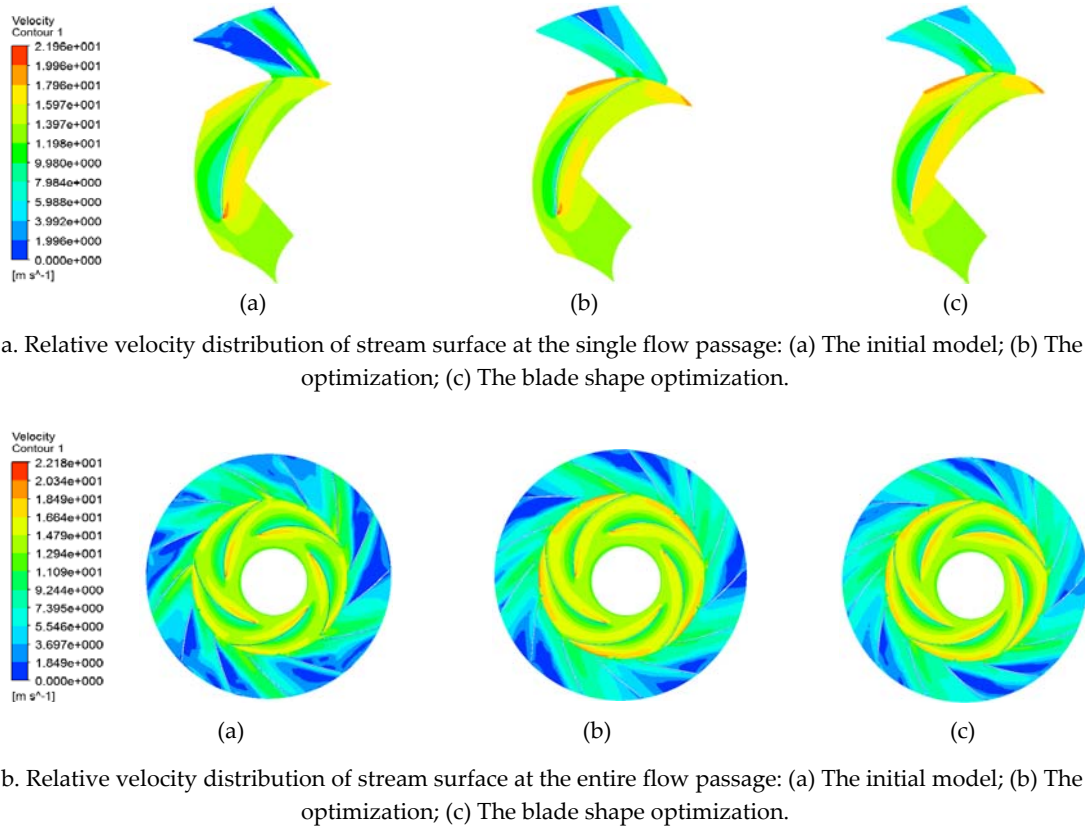 Velocity
Contour 1
2.196e+001
1.996e+001
1.796e+001
1.597e+001
1.397e+001
1.198e+001
9.980e+000
7.984e+000
5.988e+000
3.992e+000
1.996e+000
0.000e+000
[m s^-1]
(a) (b) (c)
a. Relative velocity distribution of stream surface at the single flow passage: (a) The initial model; (b) The
optimization; (c) The blade shape optimization.
Velocity
Contour 1
2.218e+001
2.034e+001
1.849e+001
1.664e+001
1.479e+001
1.294e+001
1.109e+001
9.244e+000
7.395e+000
5.546e+000
3.697e+000
1.849e+000
0.000e+000
[m s^-1]
(a) (b) (c)
b. Relative velocity distribution of stream surface at the entire flow passage: (a) The initial model; (b) The
optimization; (c) The blade shape optimization.